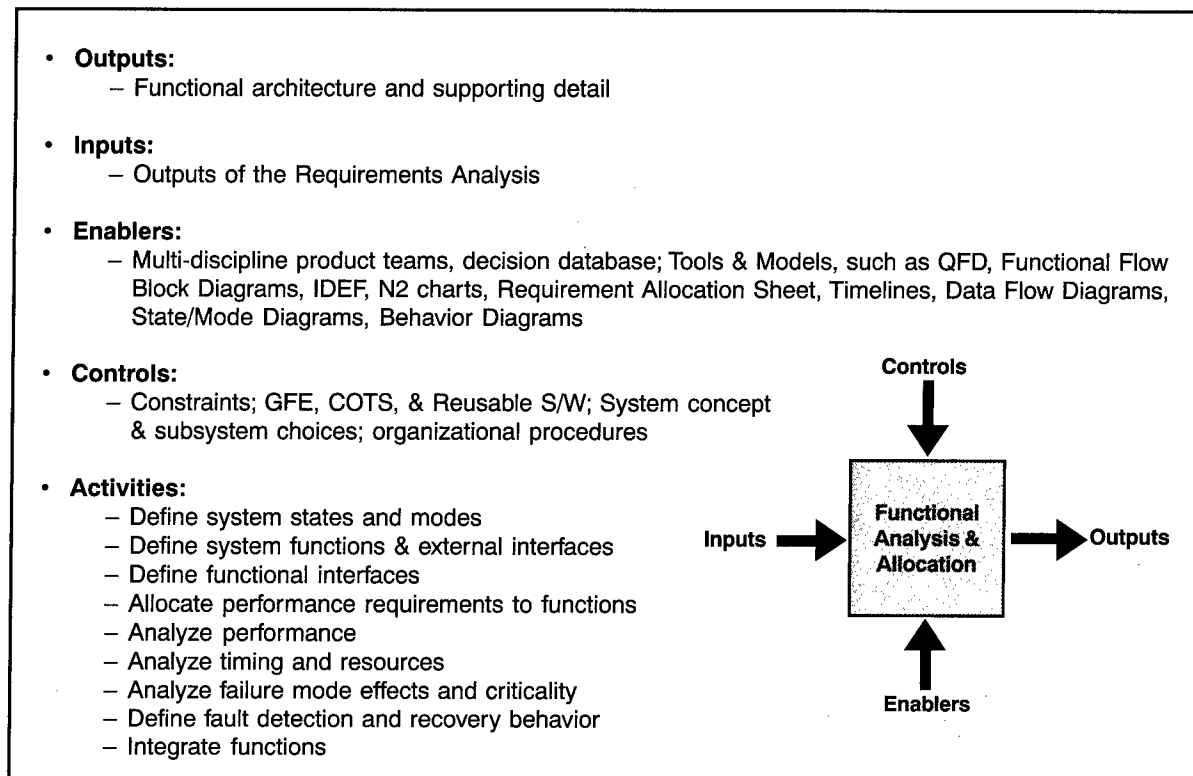 • Outputs:
– Functional architecture and supporting detail
• Inputs:
– Outputs of the Requirements Analysis
• Enablers:
– Multi-discipline product teams, decision database; Tools & Models, such as QFD, Functional Flow
Block Diagrams, IDEF, N2 charts, Requirement Allocation Sheet, Timelines, Data Flow Diagrams,
State/Mode Diagrams, Behavior Diagrams
• Controls:
– Constraints; GFE, COTS, & Reusable S/W; System concept
& subsystem choices; organizational procedures
• Activities:
– Define system states and modes
– Define system functions & external interfaces
– Define functional interfaces
– Allocate performance requirements to functions
– Analyze performance
– Analyze timing and resources
– Analyze failure mode effects and criticality
– Define fault detection and recovery behavior
– Integrate functions
Controls
Inputs
Functional
Analysis &
Allocation
Outputs
Enablers